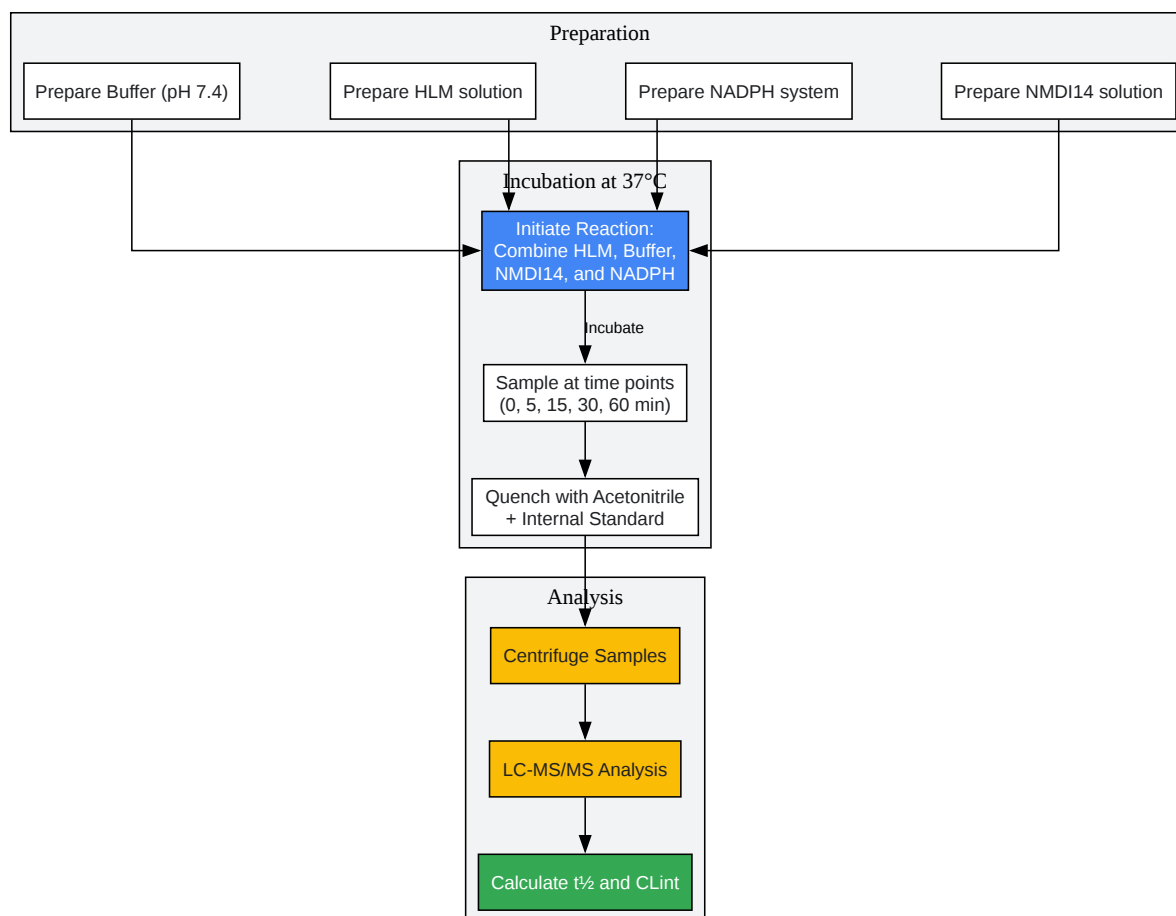 Preparation
Prepare Buffer (pH 7.4)
Prepare HLM solution
Prepare NADPH system
Prepare NMDI14 solution
Incubation at 37°C
Initiate Reaction:
Combine HLM, Buffer,
NMDI14, and NADPH
Incubate
Sample at time points
(0, 5, 15, 30, 60 min)
Quench with Acetonitrile
+ Internal Standard
Analysis
Centrifuge Samples
LC-MS/MS Analysis
Calculate t½ and CLint